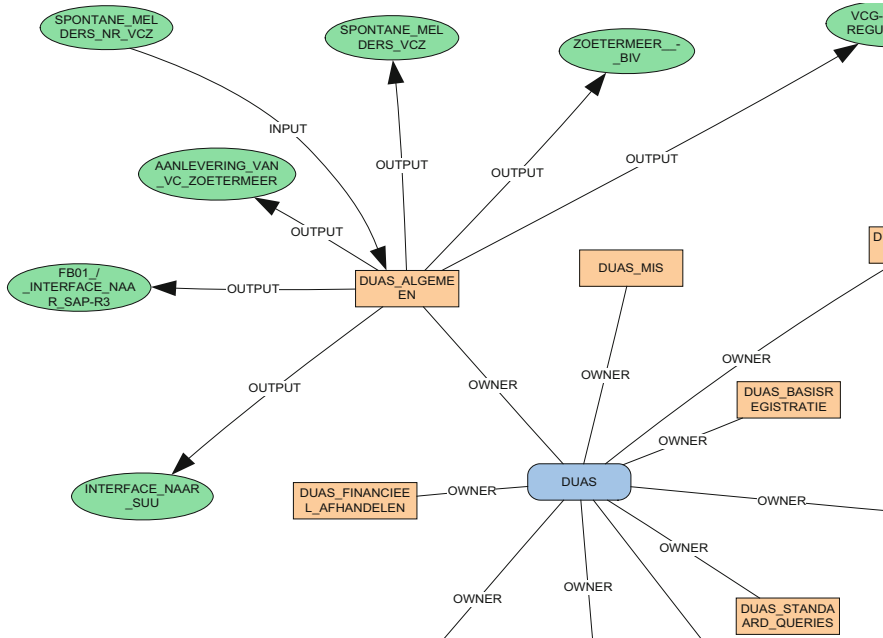 SPONTANE_MEL
DERS_NR_VCZ
SPONTANE_MEL
DERS_VCZ
ZOETERMEER__-
_BIV
VCG-
REGU
INPUT
OUTPUT
OUTPUT
OUTPUT
AANLEVERING_VAN
_VC_ZOETERMEER
OUTPUT
FB01_/
_INTERFACE_NAA
R_SAP-R3
OUTPUT
DUAS_ALGEME
EN
DUAS_MIS
D
OUTPUT
OWNER
OWNER
OWNER
DUAS_BASISR
EGISTRATIE
OWNER
INTERFACE_NAAR
_SUU
DUAS_FINANCIEE
L_AFHANDELEN
OWNER
DUAS
OWNER
OWNER
OWNER
OWNER
DUAS_STANDA
ARD_QUERIES